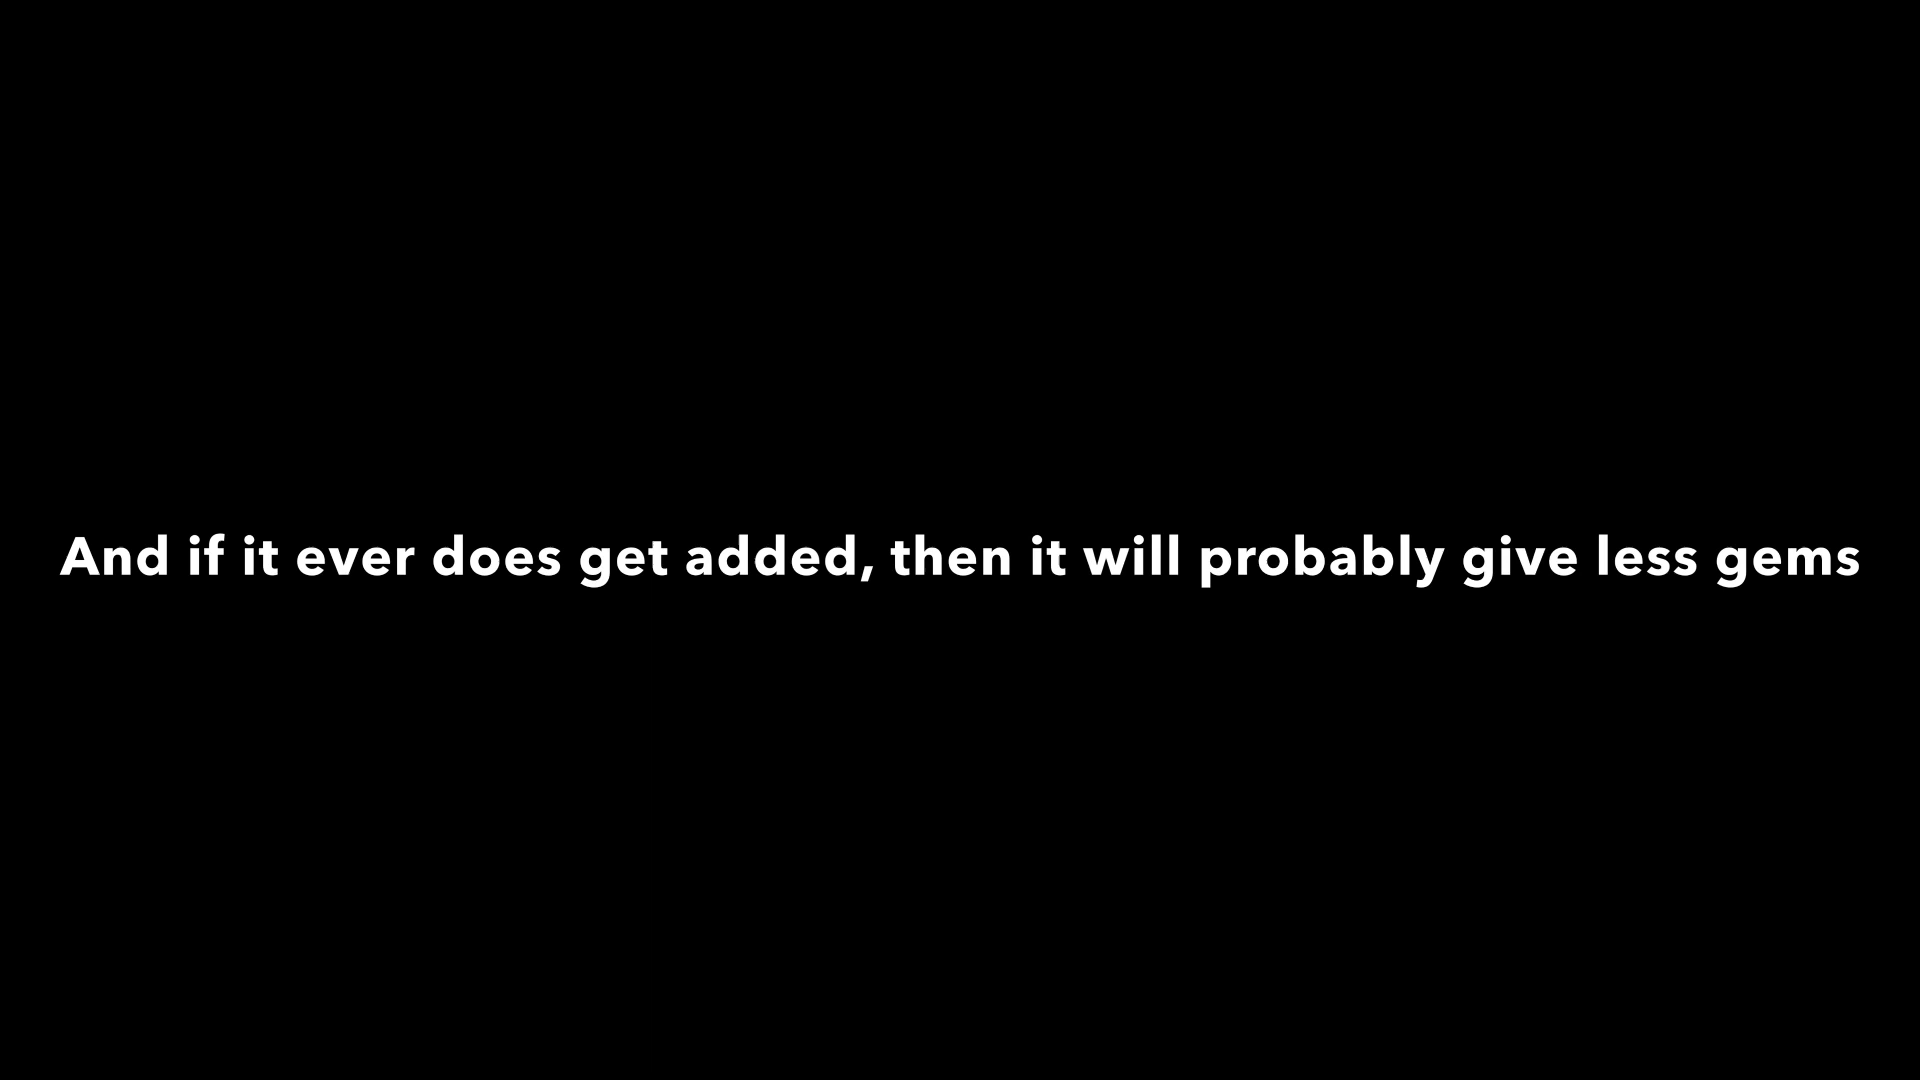 And if it ever does get added, then it will probably give less gems